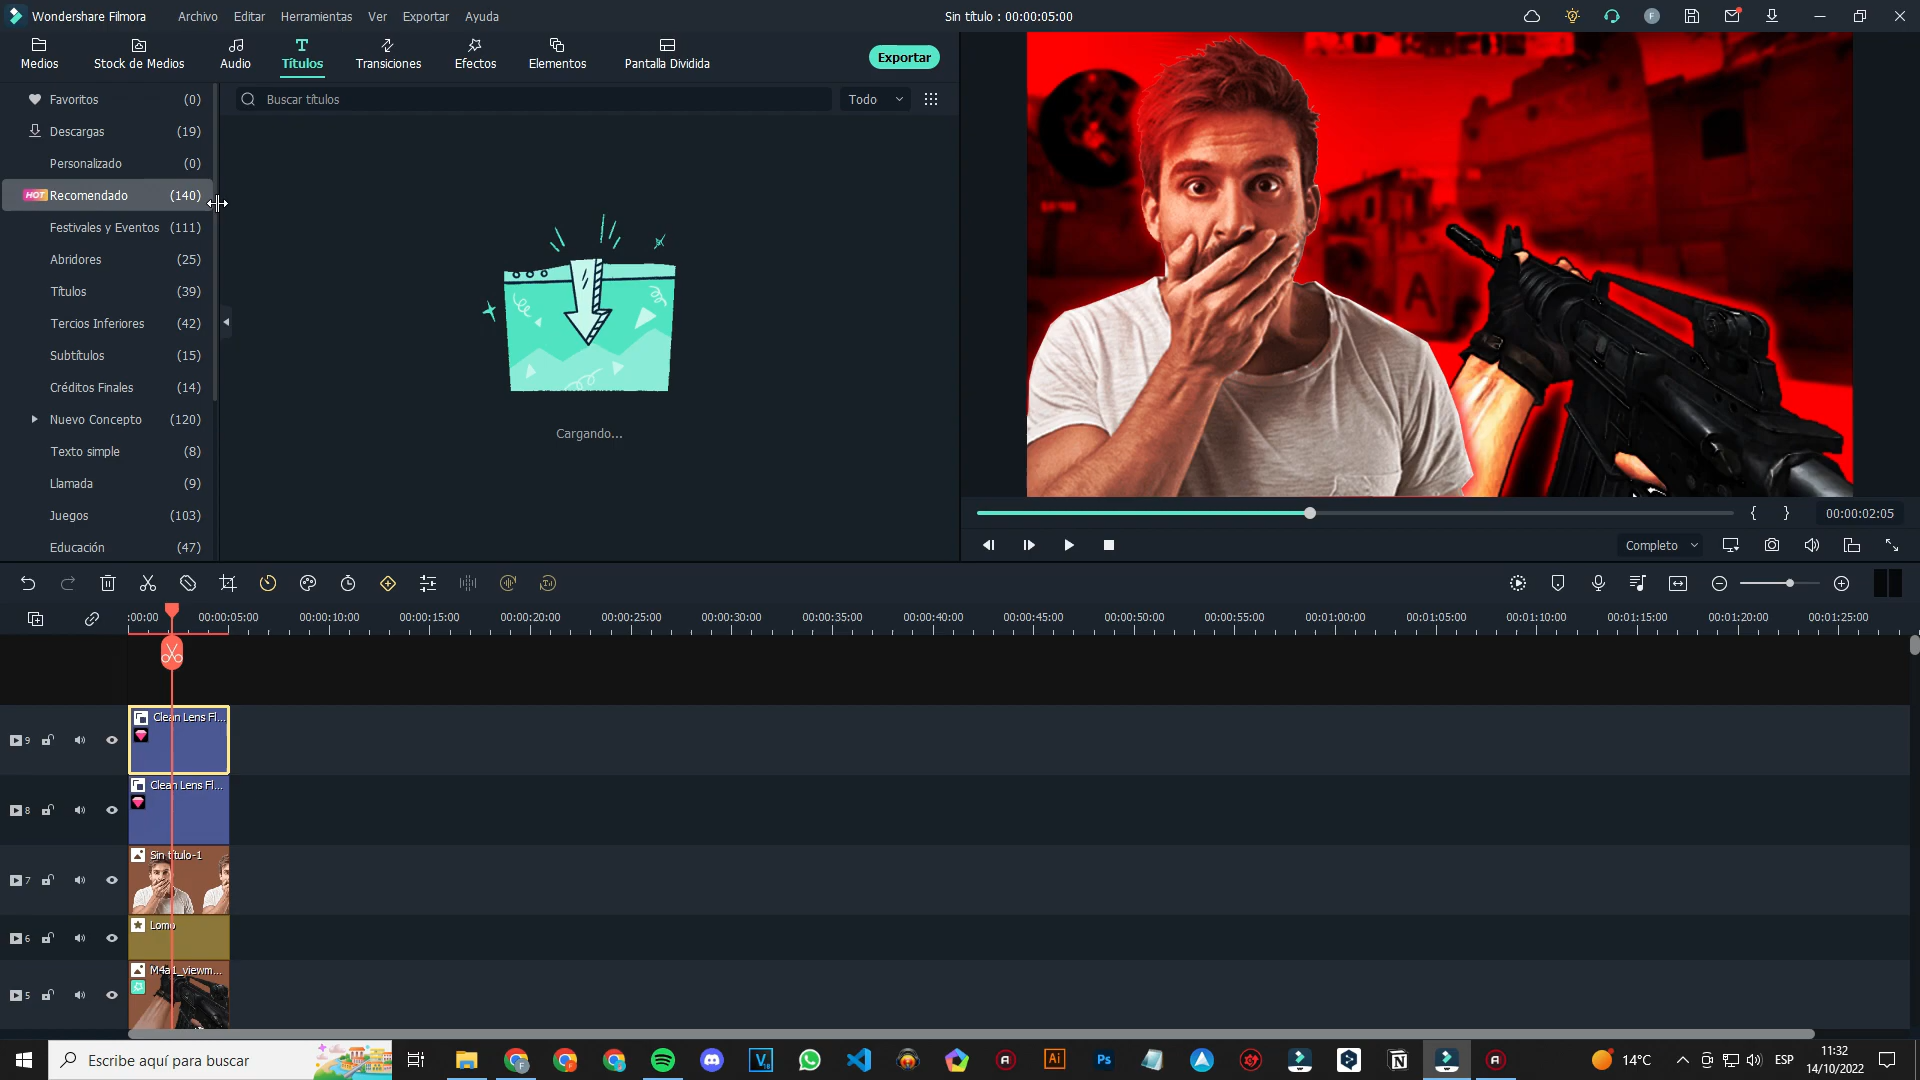 Wondershare Filmora Archivo Editar Herramientas Ver Exportar Ayuda Sin título : 00:00:05:00 F
Medios Stock de Medios Audio Títulos Transiciones Efectos Elementos Pantalla Dividida Exportar
Favoritos (0)
Buscar títulos Todo
Descargas (19)
Personalizado (0)
HOT Recomendado (140)
Festivales y Eventos (111)
Abridores (25)
Títulos (39)
Tercios Inferiores (42)
Subtítulos (15)
Créditos Finales (14)
Nuevo Concepto (120)
Texto simple (8)
Llamada (9)
Juegos (103)
Educación (47)
Cargando...
A
{ } 00:00:02:05
Completo
:00:00 00:00:05:00 00:00:10:00 00:00:15:00 00:00:20:00 00:00:25:00 00:00:30:00 00:00:35:00 00:00:40:00 00:00:45:00 00:00:50:00 00:00:55:00 00:01:00:00 00:01:05:00 00:01:10:00 00:01:15:00 00:01:20:00 00:01:25:00
Clean Lens Fl...
9
Clean Lens Fl...
8
Sin título-1
7
Lomo
6
M4a1_viewm...
5
Escribe aquí para buscar
Ai Ps
14°C ESP
11:32
14/10/2022